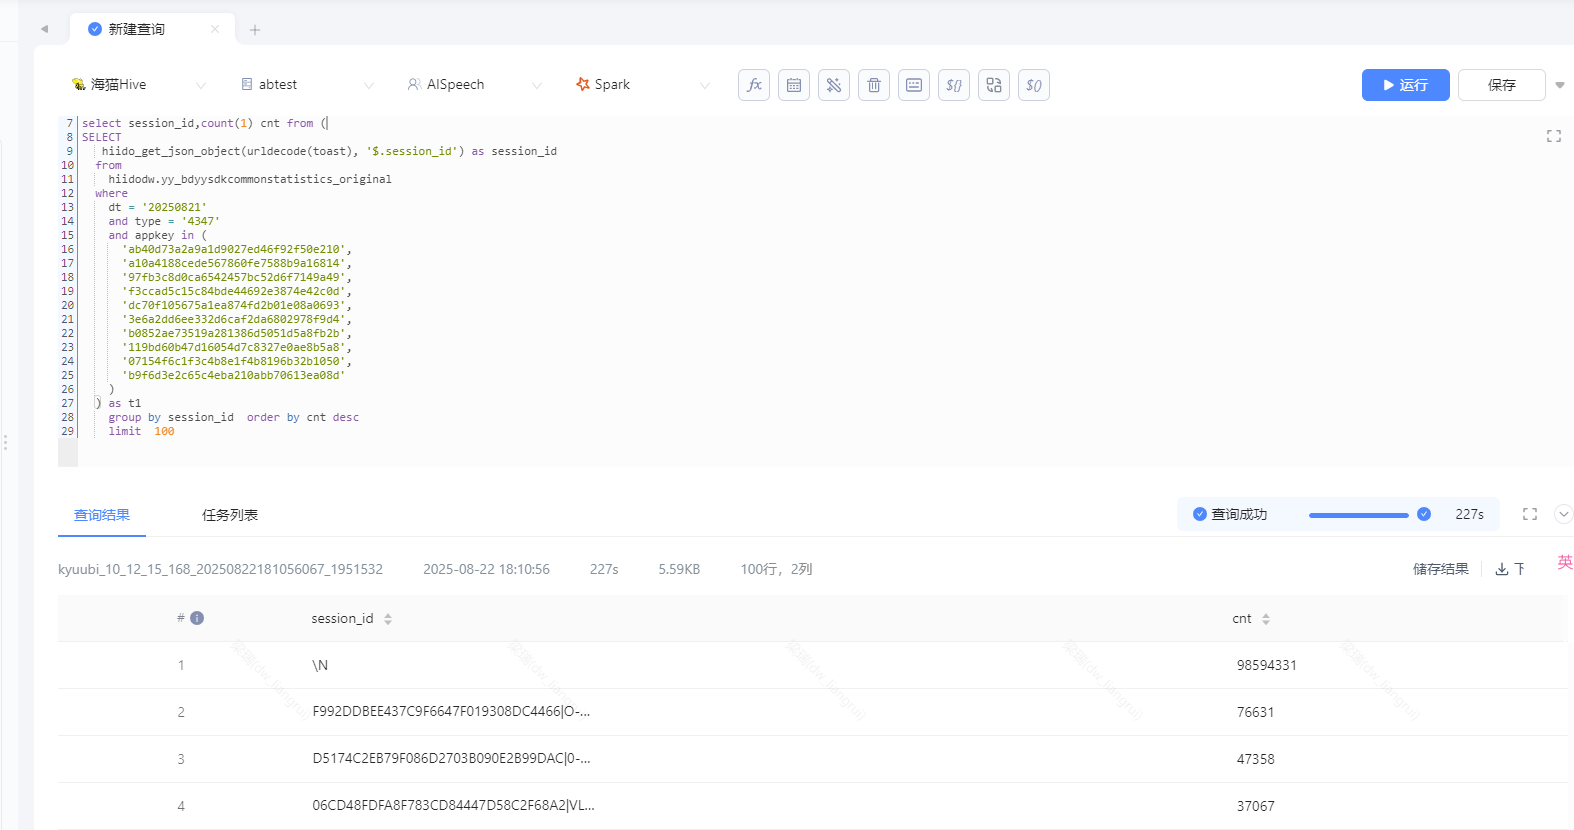 新建查询
海猫Hive abtest AISpeech Spark fx ${} $() 运行 保存
7 select session_id,count(1) cnt from (
8 SELECT
9 hiido_get_json_object(urldecode(toast), '$.session_id') as session_id
10 from
11 hiidodw.yy_bdyysdkcommonstatistics_original
12 where
13 dt = '20250821'
14 and type = '4347'
15 and appkey in (
16 'ab40d73a2a9a1d9027ed46f92f50e210',
17 'a10a4188cede567860fe7588b9a16814',
18 '97fb3c8d0ca6542457bc52d6f7149a49',
19 'f3ccad5c15c84bde44692e3874e42c0d',
20 'dc70f105675a1ea874fd2b01e08a0693',
21 '3e6a2dd6ee332d6caf2da6802978f9d4',
22 'b0852ae73519a281386d5051d5a8fb2b',
23 '119bd60b47d16054d7c8327e0ae8b5a8',
24 '07154f6c1f3c4b8e1f4b8196b32b1050',
25 'b9f6d3e2c65c4eba210abb70613ea08d'
26 )
27 ) as t1
28 group by session_id order by cnt desc
29 limit 100
查询结果 任务列表 查询成功 227s
kyuubi_10_12_15_168_20250822181056067_1951532 2025-08-22 18:10:56 227s 5.59KB 100行，2列 储存结果 下 英
# session_id cnt
1 \N 98594331
2 F992DDBEE437C9F6647F019308DC4466|O-... 76631
3 D5174C2EB79F086D2703B090E2B99DAC|0-... 47358
4 06CD48FDFA8F783CD84447D58C2F68A2|VL... 37067